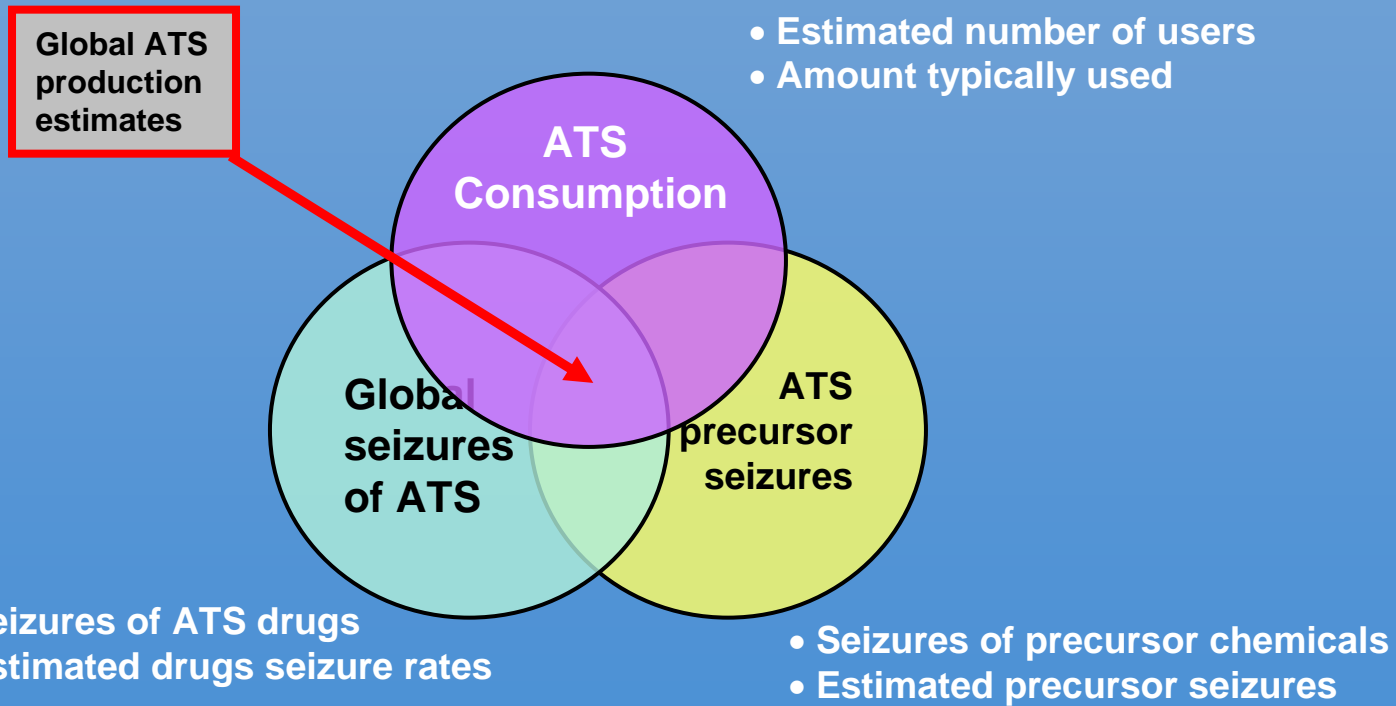 Global ATS
production
estimates
• Estimated number of users
• Amount typically used
ATS
Consumption
Global
seizures
of ATS
ATS
precursor
seizures
eizures of ATS drugs
stimated drugs seizure rates
• Seizures of precursor chemicals
• Estimated precursor seizures